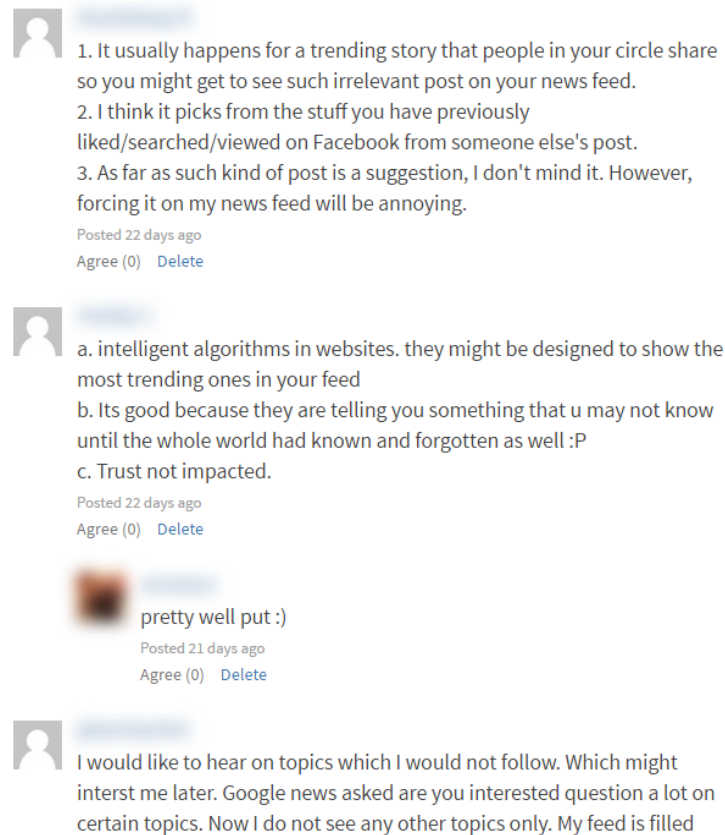 1. It usually happens for a trending story that people in your circle share
so you might get to see such irrelevant post on your news feed.
2. I think it picks from the stuff you have previously
liked/searched/viewed on Facebook from someone else's post.
3. As far as such kind of post is a suggestion, I don't mind it. However,
forcing it on my news feed will be annoying.
Posted 22 days ago
Agree (0) Delete
a. intelligent algorithms in websites. they might be designed to show the
most trending ones in your feed
b. Its good because they are telling you something that u may not know
until the whole world had known and forgotten as well :P
c. Trust not impacted.
Posted 22 days ago
Agree (0) Delete
pretty well put :)
Posted 21 days ago
Agree (0) Delete
I would like to hear on topics which I would not follow. Which might
interst me later. Google news asked are you interested question a lot on
certain topics. Now I do not see any other topics only. My feed is filled